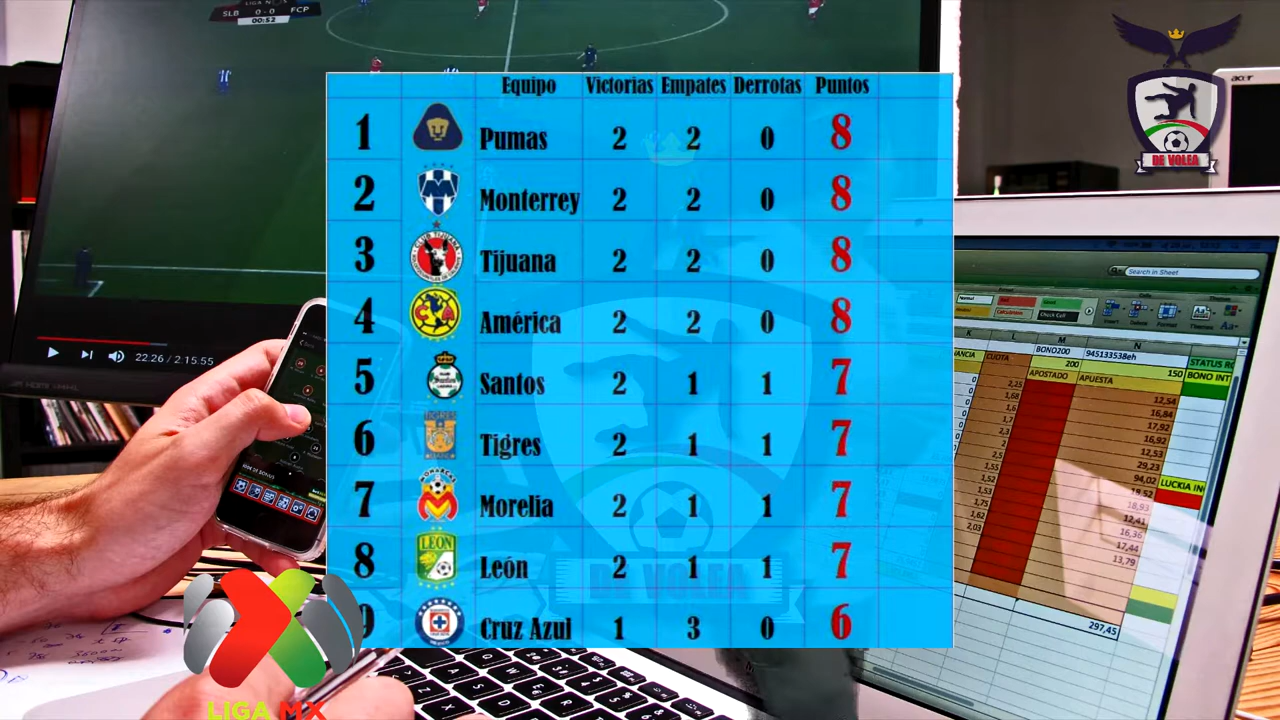 SLB 0 - 0 FCP
00:52
Equipo Victorias Empates Derrotas Puntos
1 Pumas 2 2 0 8
2 Monterrey 2 2 0 8
3 Tijuana 2 2 0 8
4 América 2 2 0 8
5 Santos 2 1 1 7
6 Tigres 2 1 1 7
7 Morelia 2 1 1 7
8 León 2 1 1 7
9 Cruz Azul 1 3 0 6
DE VOLEA
22:26 / 2:15.55
LIGA MX
DE VOLEA
acer
Search in Sheet
K L M N
BONO200 945133538eh
CUOTA 200 150
APOSTADO APUESTA
BONO INT
2,25 12,54
1,68 16,84
1,6 17,92
1,7 16,92
2,3 12,53
2 29,23
2,5 94,02
LUCKIA IN
1,55 19,52
1,52 18,93
1,53 12,41
1,75 16,36
1,62 17,44
2,03 13,79
297,45